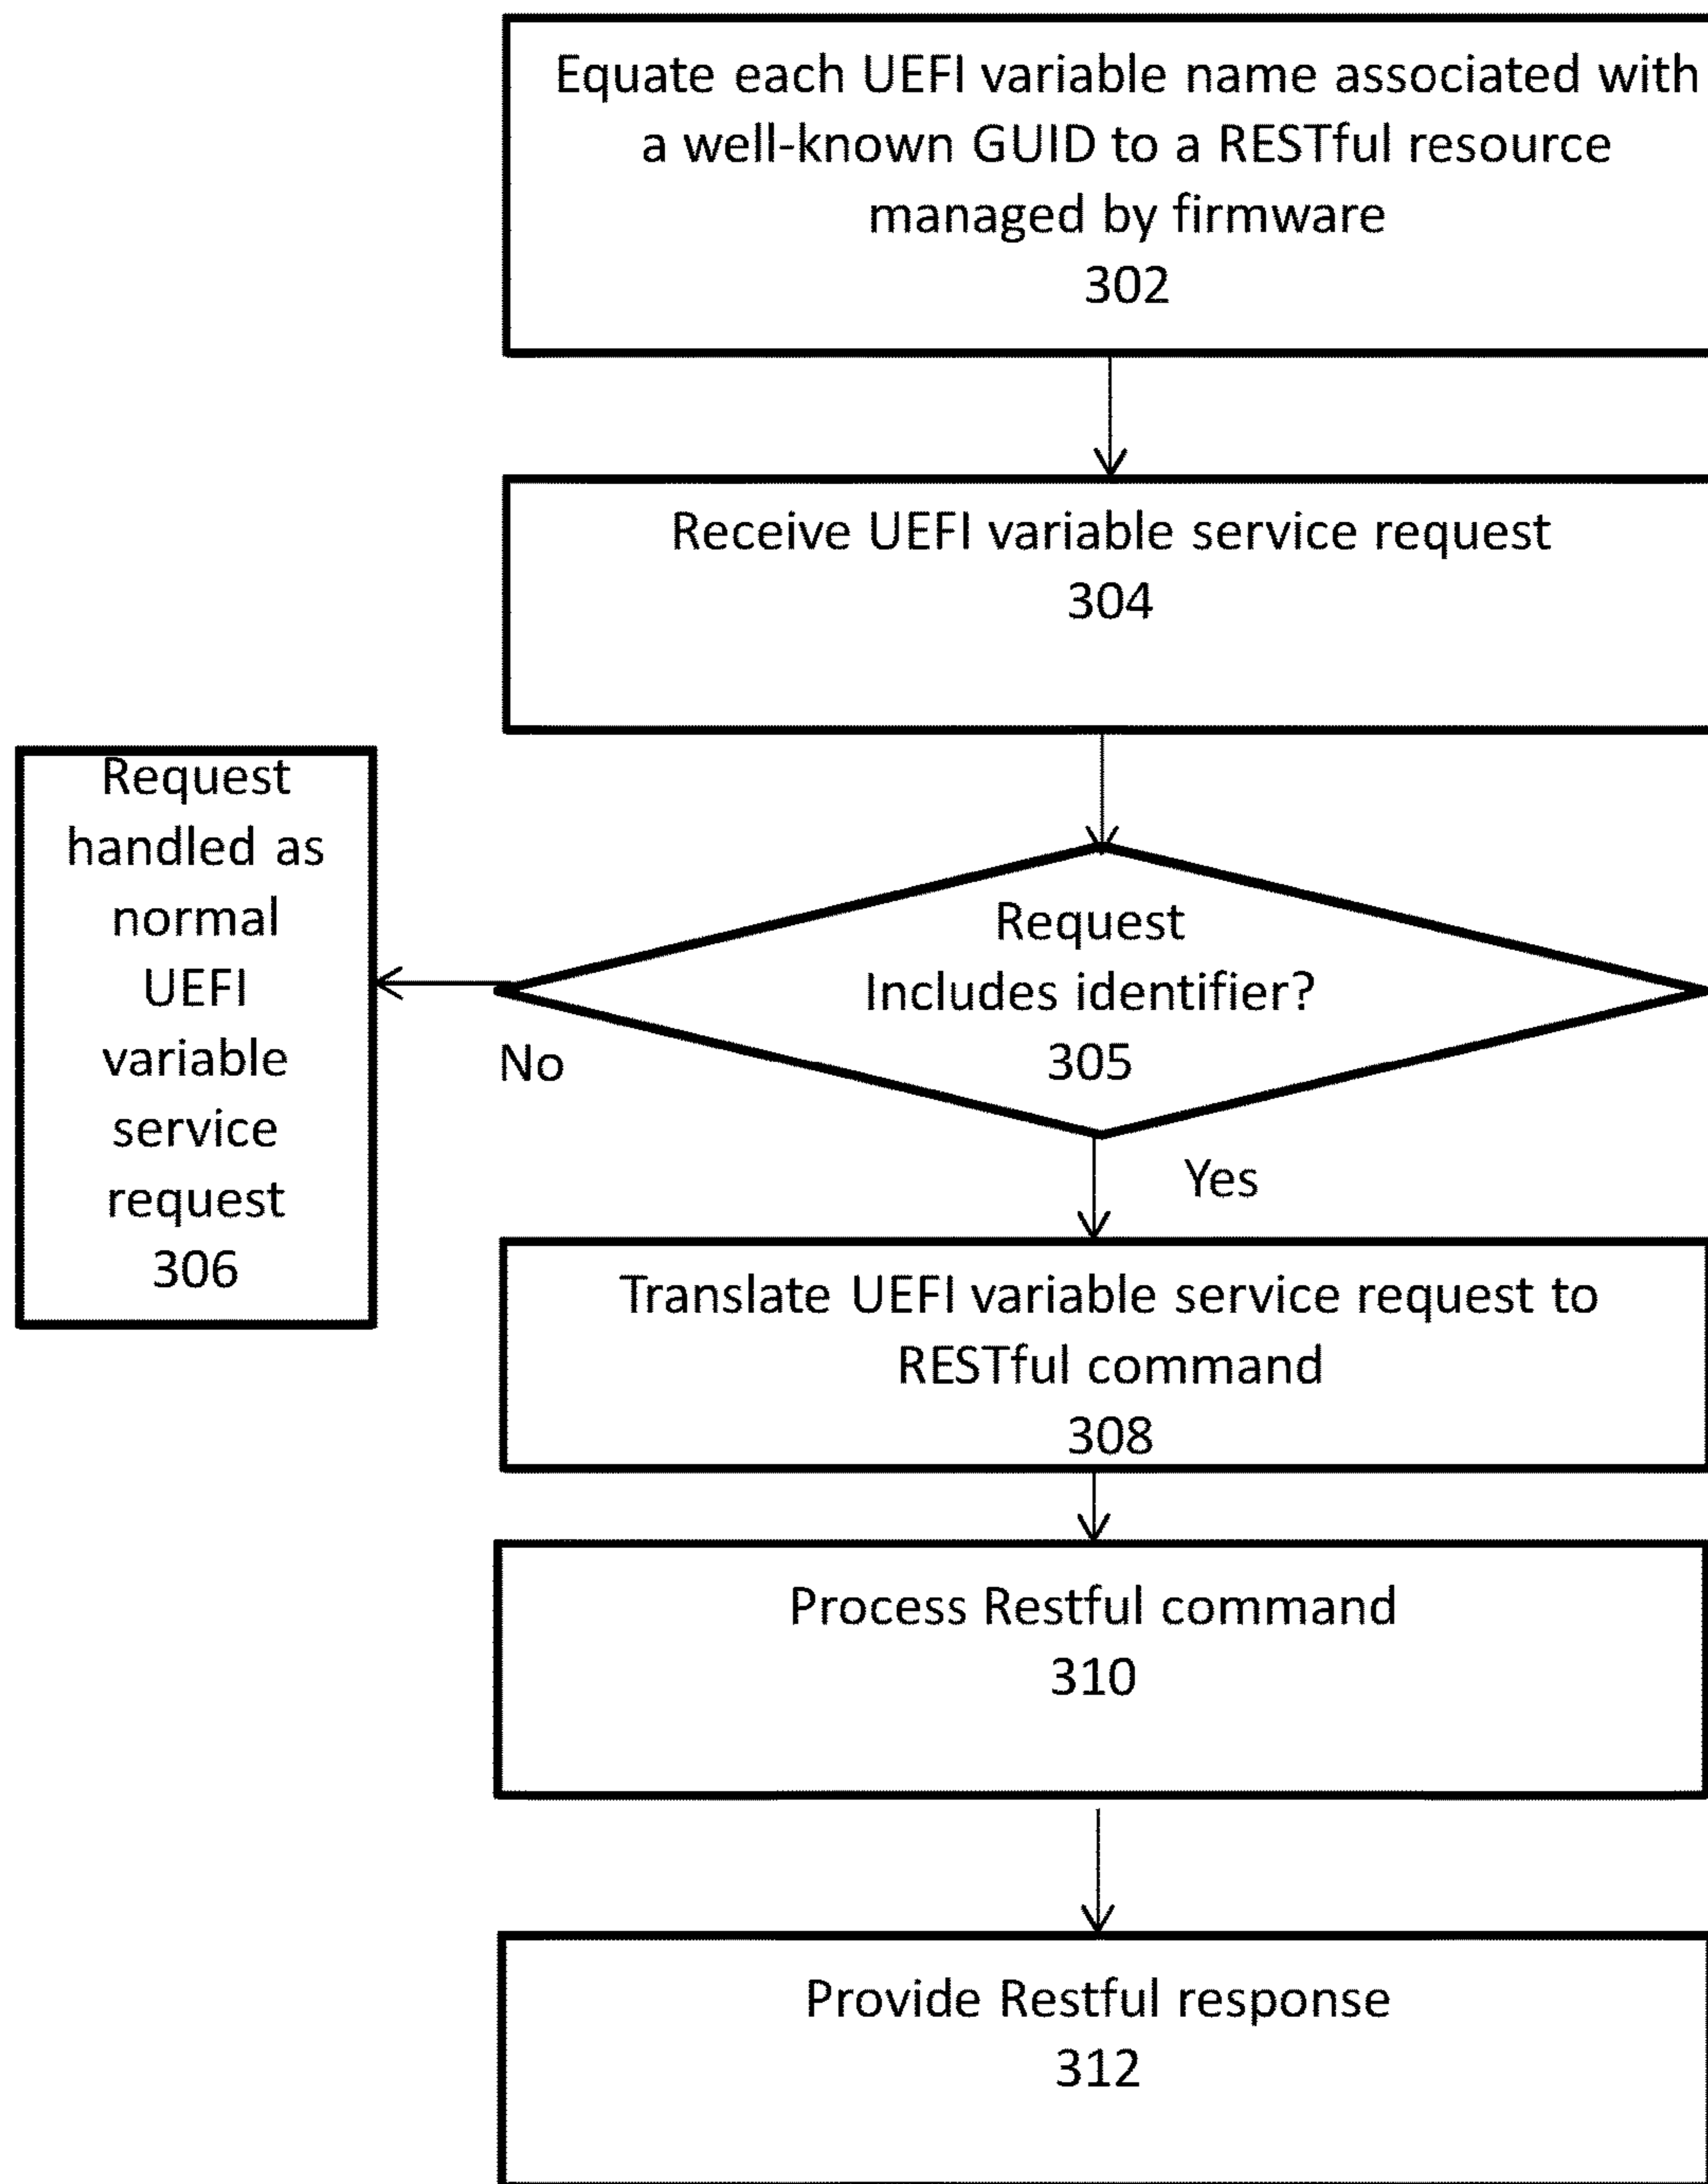 Equate each UEFI variable name associated with
a well-known GUID to a RESTful resource
managed by firmware
302
Receive UEFI variable service request
304
Request
Includes identifier?
305
No
Yes
Request
handled as
normal
UEFI
variable
service
request
306
Translate UEFI variable service request to
RESTful command
308
Process Restful command
310
Provide Restful response
312